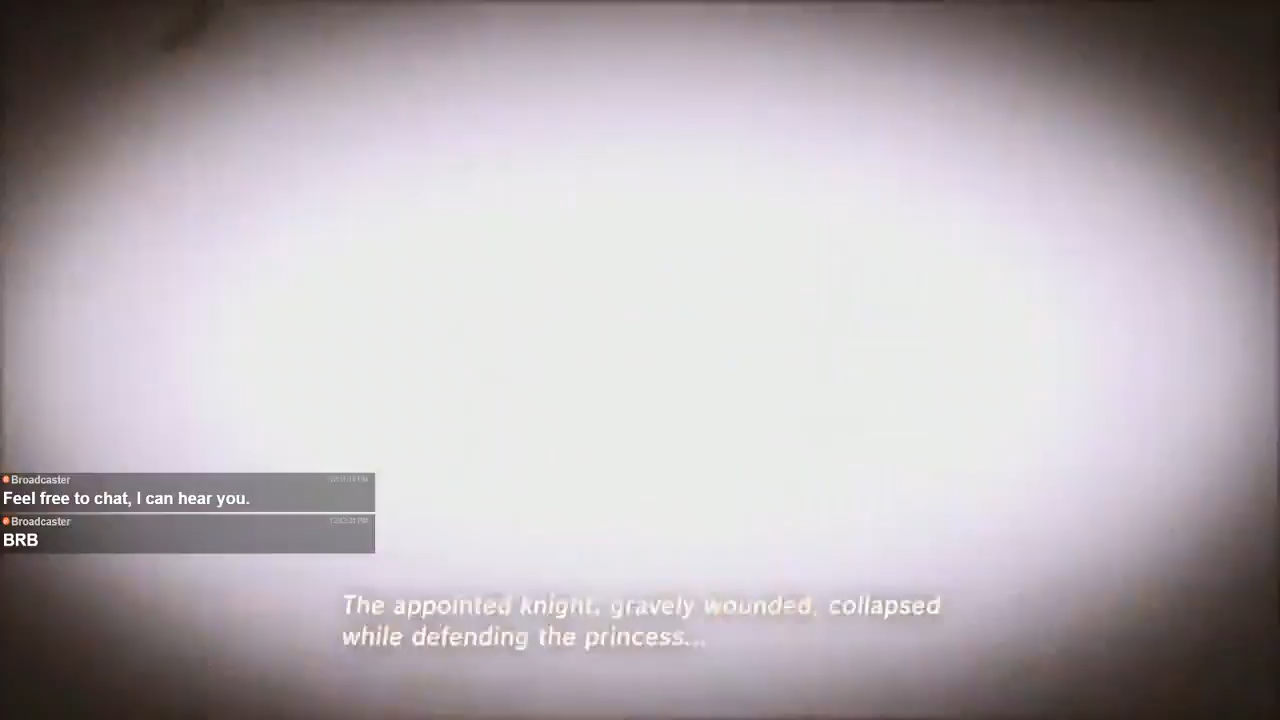 Broadcaster
Feel free to chat, I can hear you.
Broadcaster
BRB
The appointed knight, gravely wounded, collapsed
while defending the princess...